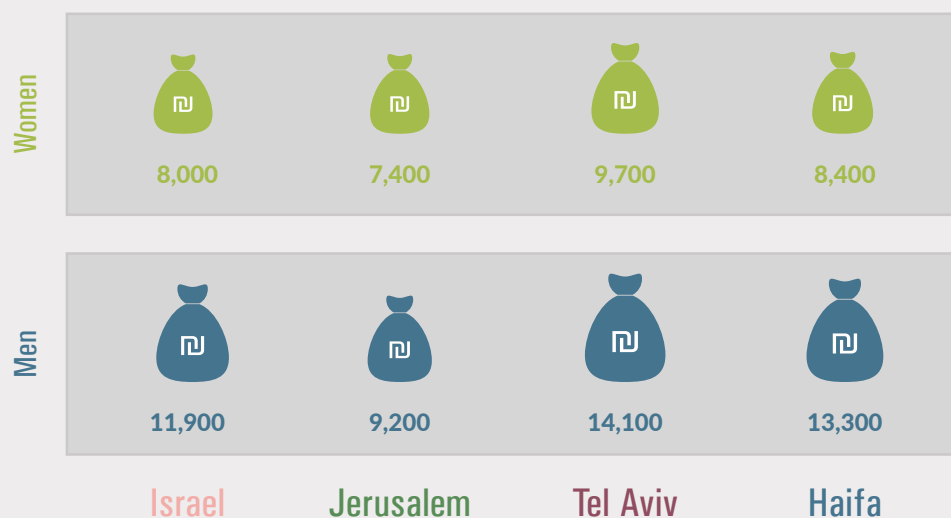 Women
₪ ₪ ₪ ₪
8,000 7,400 9,700 8,400
Men
₪ ₪ ₪ ₪
11,900 9,200 14,100 13,300
Israel Jerusalem Tel Aviv Haifa